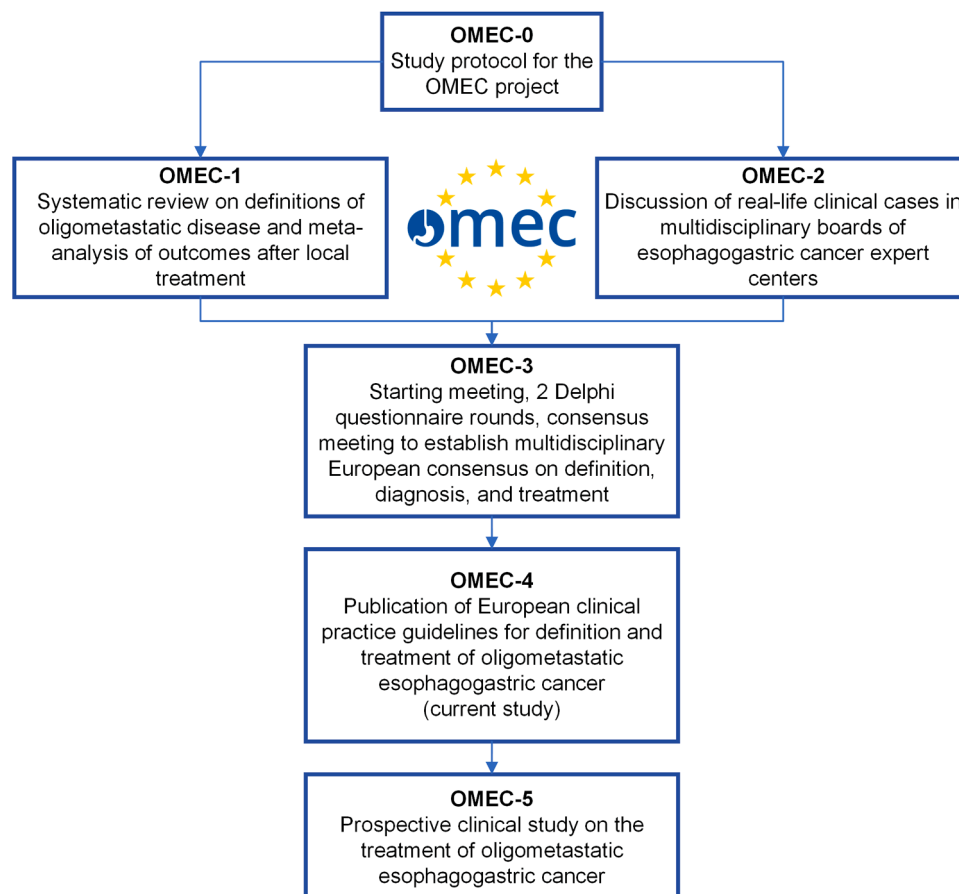 OMEC-0
Study protocol for the
OMEC project
OMEC-1
Systematic review on definitions of
oligometastatic disease and meta-
analysis of outcomes after local
treatment
omec
OMEC-2
Discussion of real-life clinical cases in
multidisciplinary boards of
esophagogastric cancer expert
centers
OMEC-3
Starting meeting, 2 Delphi
questionnaire rounds, consensus
meeting to establish multidisciplinary
European consensus on definition,
diagnosis, and treatment
OMEC-4
Publication of European clinical
practice guidelines for definition and
treatment of oligometastatic
esophagogastric cancer
(current study)
OMEC-5
Prospective clinical study on the
treatment of oligometastatic
esophagogastric cancer